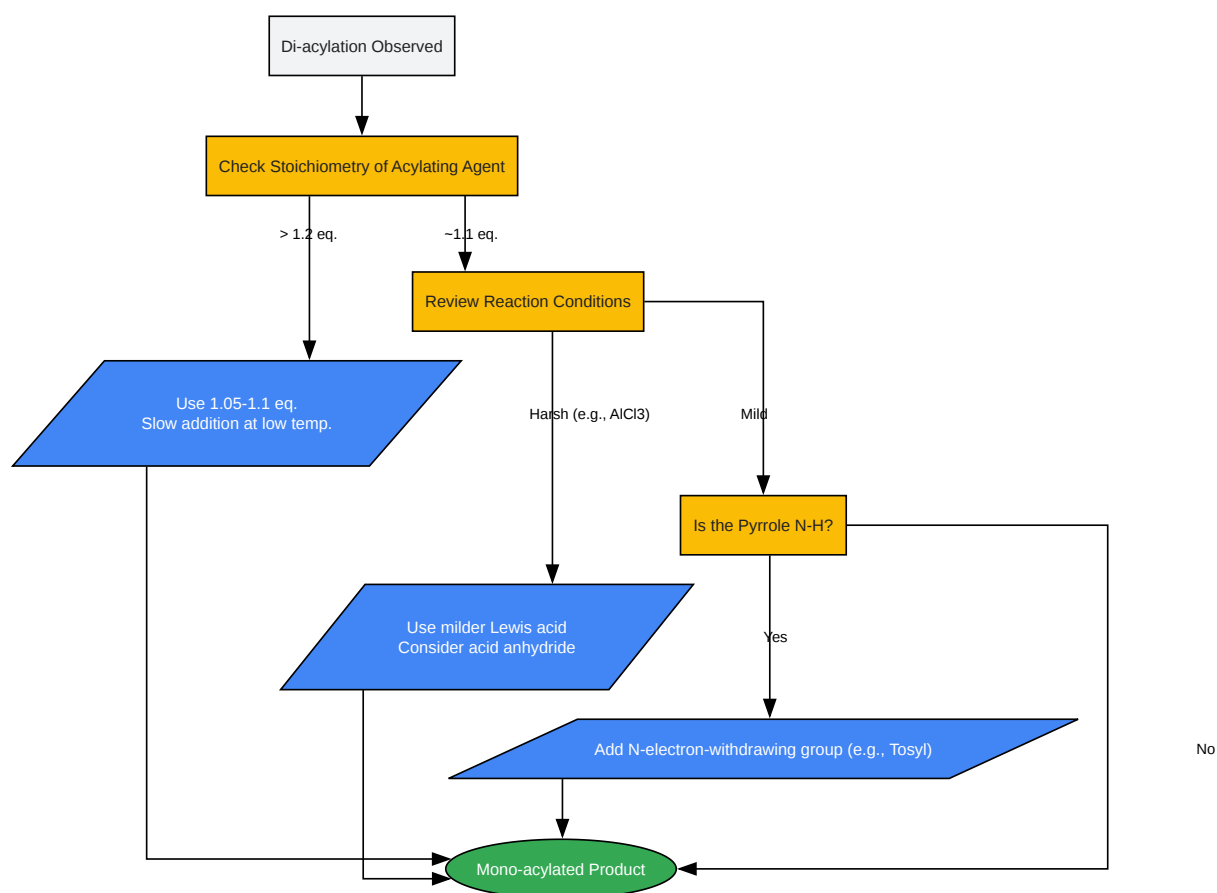 Di-acylation Observed
Check Stoichiometry of Acylating Agent
> 1.2 eq.
~1.1 eq.
Review Reaction Conditions
Use 1.05-1.1 eq.
Slow addition at low temp.
Harsh (e.g., AlCl3)
Mild
Is the Pyrrole N-H?
Use milder Lewis acid
Consider acid anhydride
Yes
Add N-electron-withdrawing group (e.g., Tosyl)
No
Mono-acylated Product